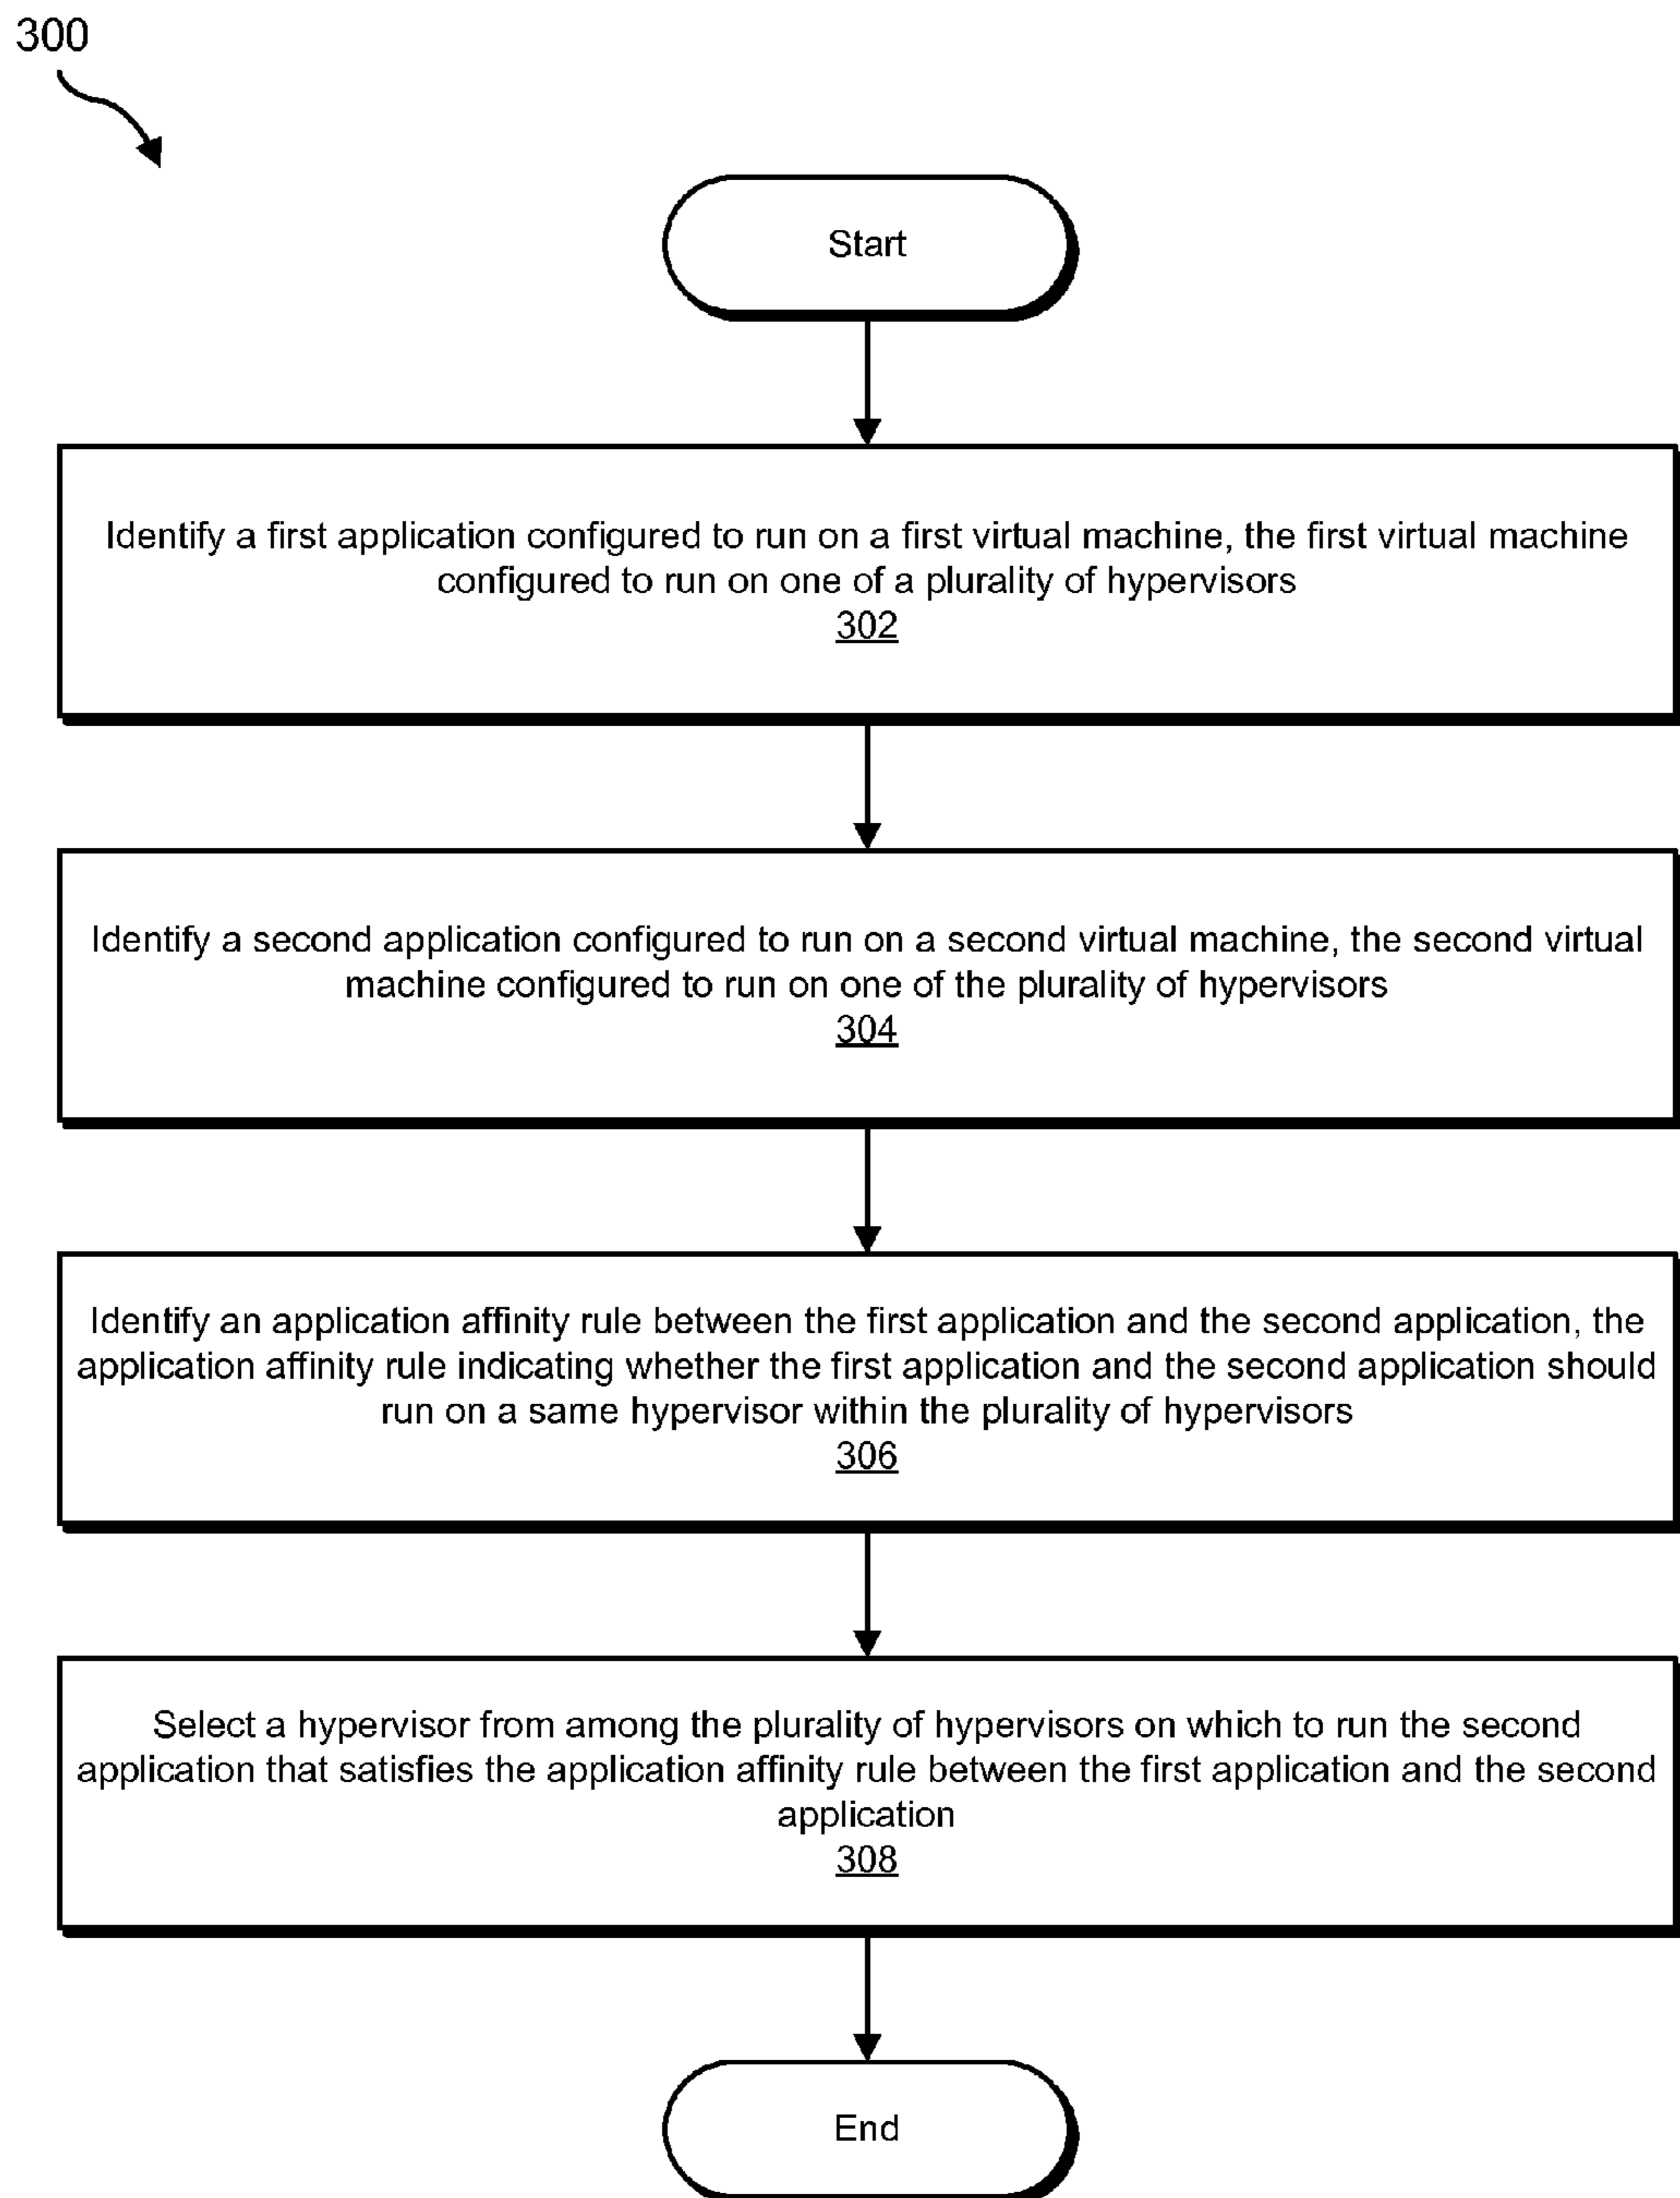 300
Start
Identify a first application configured to run on a first virtual machine, the first virtual machine
configured to run on one of a plurality of hypervisors
302
Identify a second application configured to run on a second virtual machine, the second virtual
machine configured to run on one of the plurality of hypervisors
304
Identify an application affinity rule between the first application and the second application, the
application affinity rule indicating whether the first application and the second application should
run on a same hypervisor within the plurality of hypervisors
306
Select a hypervisor from among the plurality of hypervisors on which to run the second
application that satisfies the application affinity rule between the first application and the second
application
308
End